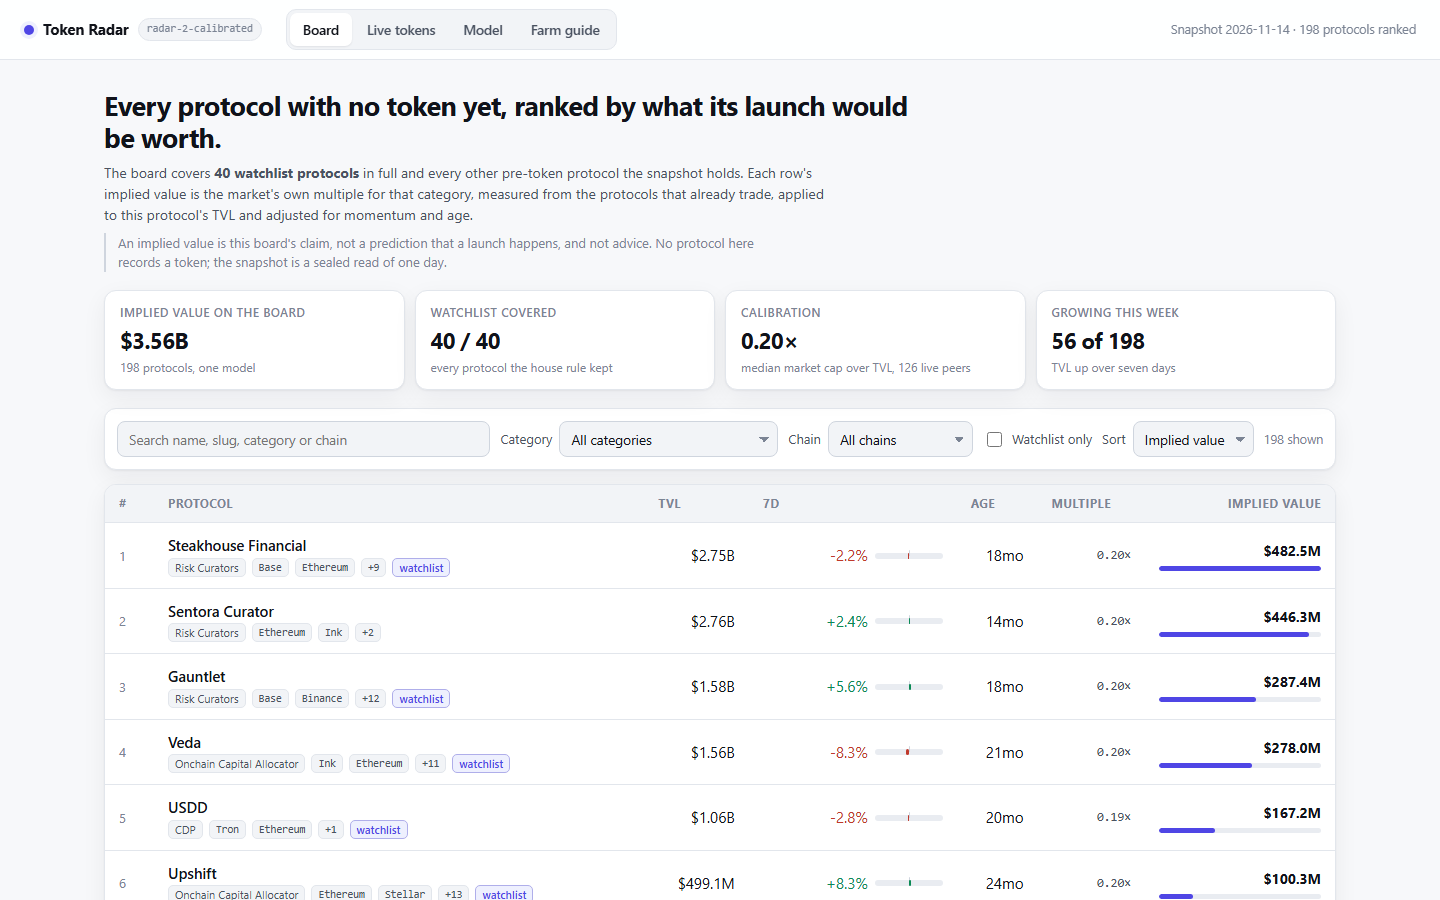 Token Radar radar-2-calibrated Board Live tokens Model Farm guide Snapshot 2026-11-14 · 198 protocols ranked
Every protocol with no token yet, ranked by what its launch would
be worth.
The board covers 40 watchlist protocols in full and every other pre-token protocol the snapshot holds. Each row's
implied value is the market's own multiple for that category, measured from the protocols that already trade, applied
to this protocol's TVL and adjusted for momentum and age.
An implied value is this board's claim, not a prediction that a launch happens, and not advice. No protocol here
records a token; the snapshot is a sealed read of one day.
IMPLIED VALUE ON THE BOARD
$3.56B
198 protocols, one model
WATCHLIST COVERED
40 / 40
every protocol the house rule kept
CALIBRATION
0.20×
median market cap over TVL, 126 live peers
GROWING THIS WEEK
56 of 198
TVL up over seven days
Search name, slug, category or chain Category All categories Chain All chains Watchlist only Sort Implied value 198 shown
# PROTOCOL TVL 7D AGE MULTIPLE IMPLIED VALUE
1 Steakhouse Financial $2.75B -2.2% 18mo 0.20x $482.5M
Risk Curators Base Ethereum +9 watchlist
2 Sentora Curator $2.76B +2.4% 14mo 0.20x $446.3M
Risk Curators Ethereum Ink +2
3 Gauntlet $1.58B +5.6% 18mo 0.20x $287.4M
Risk Curators Base Binance +12 watchlist
4 Veda $1.56B -8.3% 21mo 0.20x $278.0M
Onchain Capital Allocator Ink Ethereum +11 watchlist
5 USDD $1.06B -2.8% 20mo 0.19x $167.2M
CDP Tron Ethereum +1 watchlist
6 Upshift $499.1M +8.3% 24mo 0.20x $100.3M
Onchain Capital Allocator Ethereum Stellar +13 watchlist